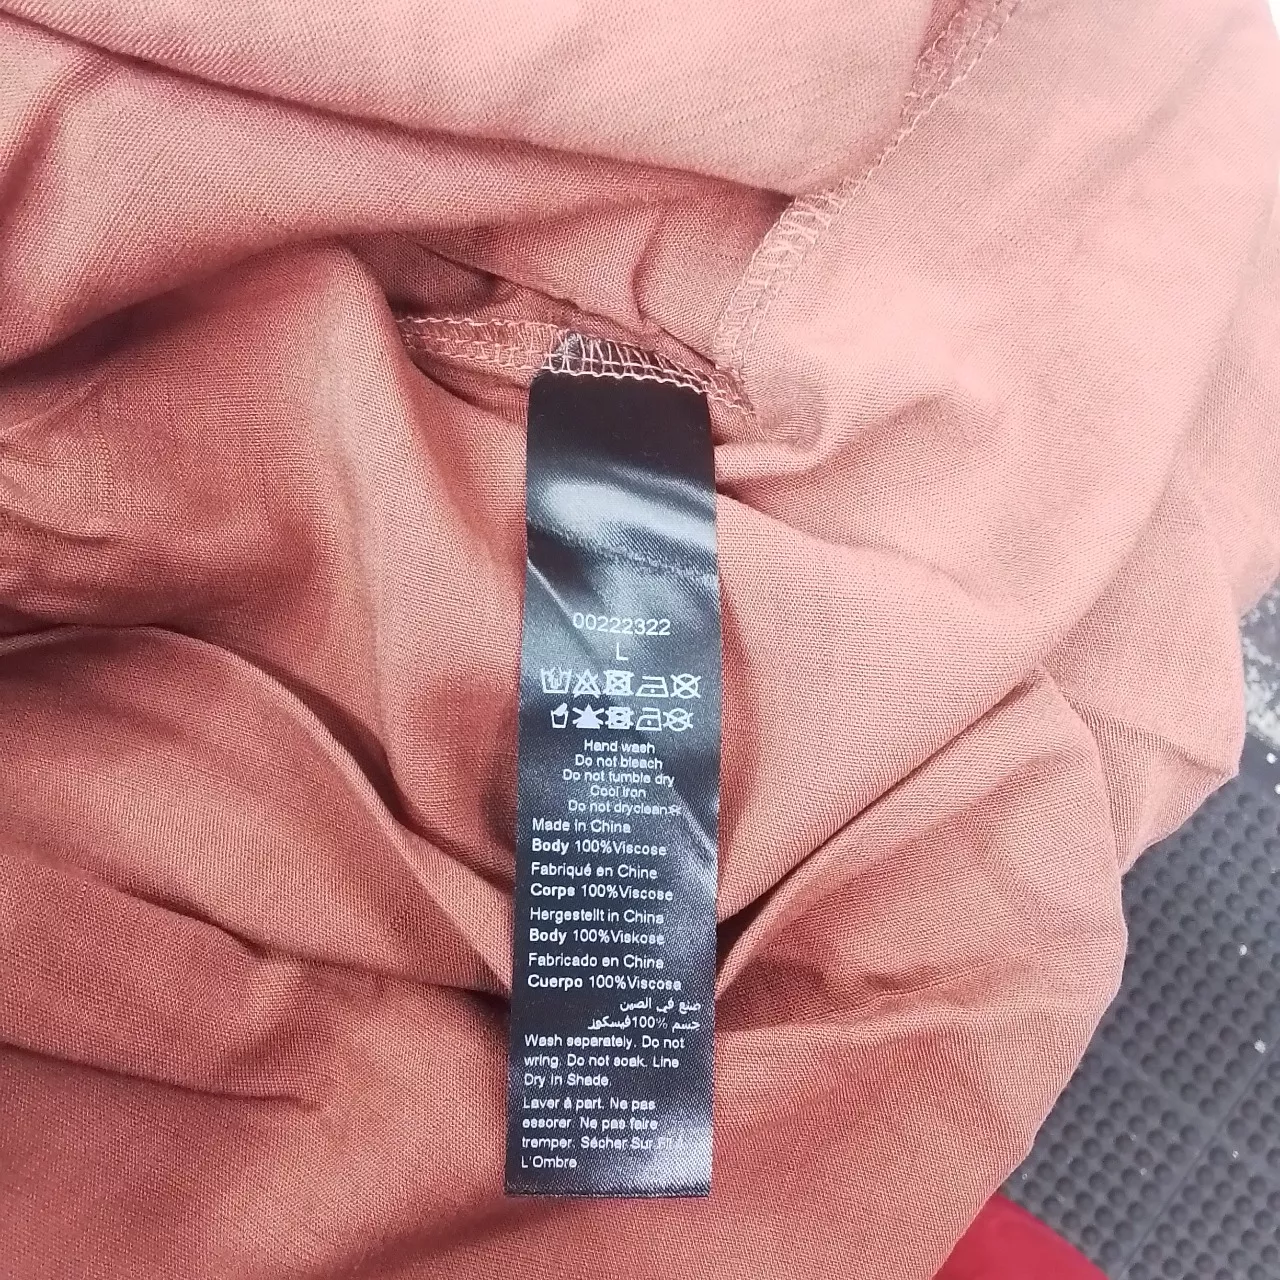 00222322
L
Hand wash
Do not bleach
Do not tumble dry
Cool iron
Do not dryclean
Made in China
Body 100%Viscose
Fabriqué en Chine
Corps 100%Viscose
Hergestellt in China
Body 100%Viskose
Fabricado en China
Cuerpo 100%Viscosa
صنع في الصين
جسم %100فيسكوز
Wash separately. Do not
wring. Do not soak. Line
Dry In Shade.
Laver à part. Ne pas
essorer. Ne pas faire
tremper. Sécher Sur
L'Ombre